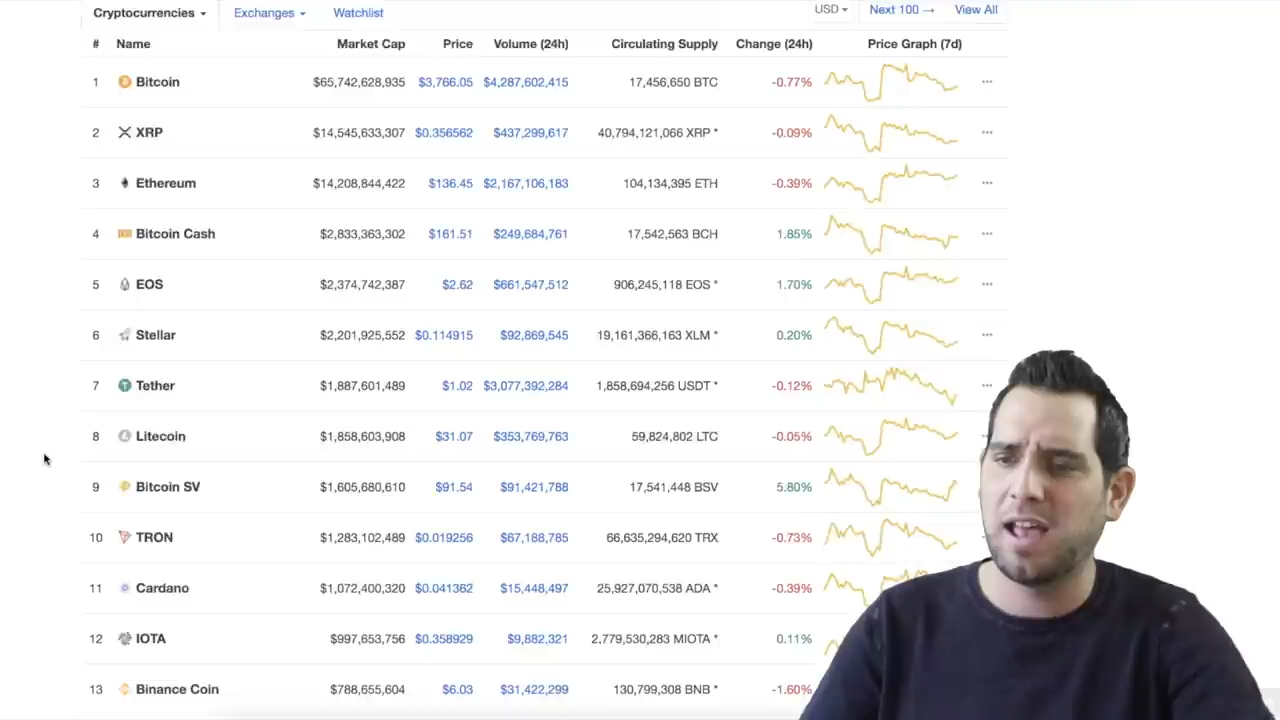 Cryptocurrencies Exchanges Watchlist USD Next 100 → View All
# Name Market Cap Price Volume (24h) Circulating Supply Change (24h) Price Graph (7d)
1 Bitcoin $65,742,628,935 $3,766.05 $4,287,602,415 17,456,650 BTC -0.77%
2 XRP $14,545,633,307 $0.356562 $437,299,617 40,794,121,066 XRP * -0.09%
3 Ethereum $14,208,844,422 $136.45 $2,167,106,183 104,134,395 ETH -0.39%
4 Bitcoin Cash $2,833,363,302 $161.51 $249,684,761 17,542,563 BCH 1.85%
5 EOS $2,374,742,387 $2.62 $661,547,512 906,245,118 EOS * 1.70%
6 Stellar $2,201,925,552 $0.114915 $92,869,545 19,161,366,163 XLM * 0.20%
7 Tether $1,887,601,489 $1.02 $3,077,392,284 1,858,694,256 USDT * -0.12%
8 Litecoin $1,858,603,908 $31.07 $353,769,763 59,824,802 LTC -0.05%
9 Bitcoin SV $1,605,680,610 $91.54 $91,421,788 17,541,448 BSV 5.80%
10 TRON $1,283,102,489 $0.019256 $67,188,785 66,635,294,620 TRX -0.73%
11 Cardano $1,072,400,320 $0.041362 $15,448,497 25,927,070,538 ADA * -0.39%
12 IOTA $997,653,756 $0.358929 $9,882,321 2,779,530,283 MIOTA * 0.11%
13 Binance Coin $788,655,604 $6.03 $31,422,299 130,799,308 BNB * -1.60%